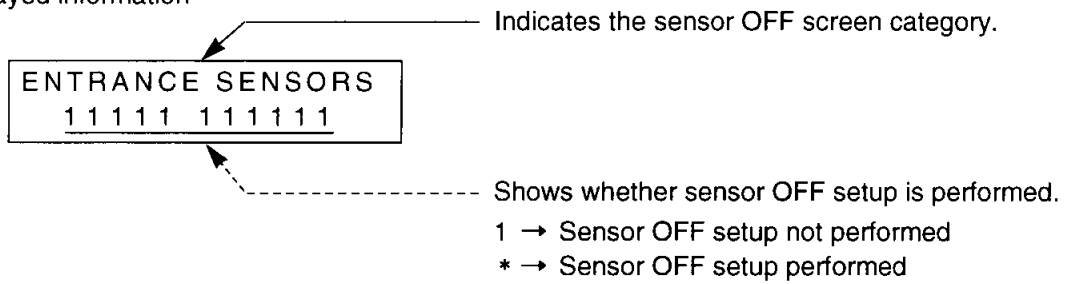 ayed information
Indicates the sensor OFF screen category.
ENTRANCE SENSORS
11111 111111
Shows whether sensor OFF setup is performed.
1 → Sensor OFF setup not performed
* → Sensor OFF setup performed